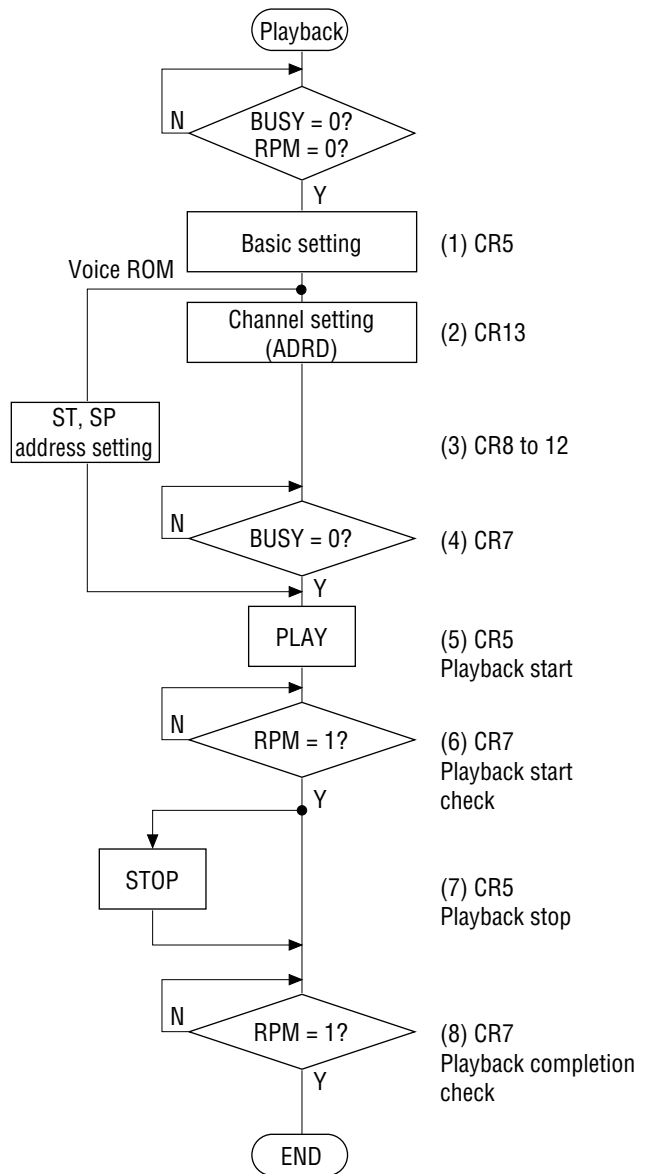 Playback
N
BUSY = 0?
RPM = 0?
Y
Basic setting
(1) CR5
Voice ROM
Channel setting
(ADRD)
(2) CR13
ST, SP
address setting
(3) CR8 to 12
N
BUSY = 0?
(4) CR7
Y
PLAY
(5) CR5
Playback start
N
RPM = 1?
(6) CR7
Playback start
check
Y
STOP
(7) CR5
Playback stop
N
RPM = 1?
(8) CR7
Playback completion
check
Y
END